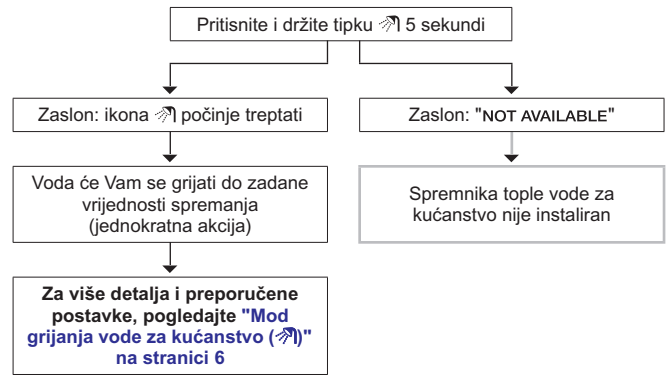 Pritisnite i držite tipku 5 sekundi
Zaslon: ikona počinje treptati
Voda će Vam se grijati do zadane
vrijednosti spremanja
(jednokratna akcija)
Za više detalja i preporučene
postavke, pogledajte "Mod
grijanja vode za kućanstvo ()"
na stranici 6
Zaslon: "NOT AVAILABLE"
Spremnika tople vode za
kućanstvo nije instaliran